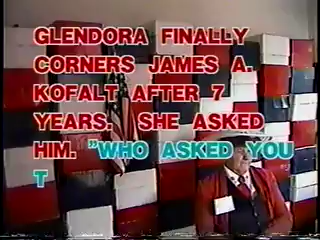 GLENDORA FINALLY
CORNERS JAMES A.
KOFALT AFTER 7
YEARS. SHE ASKED
HIM. "WHO ASKED YOU
T